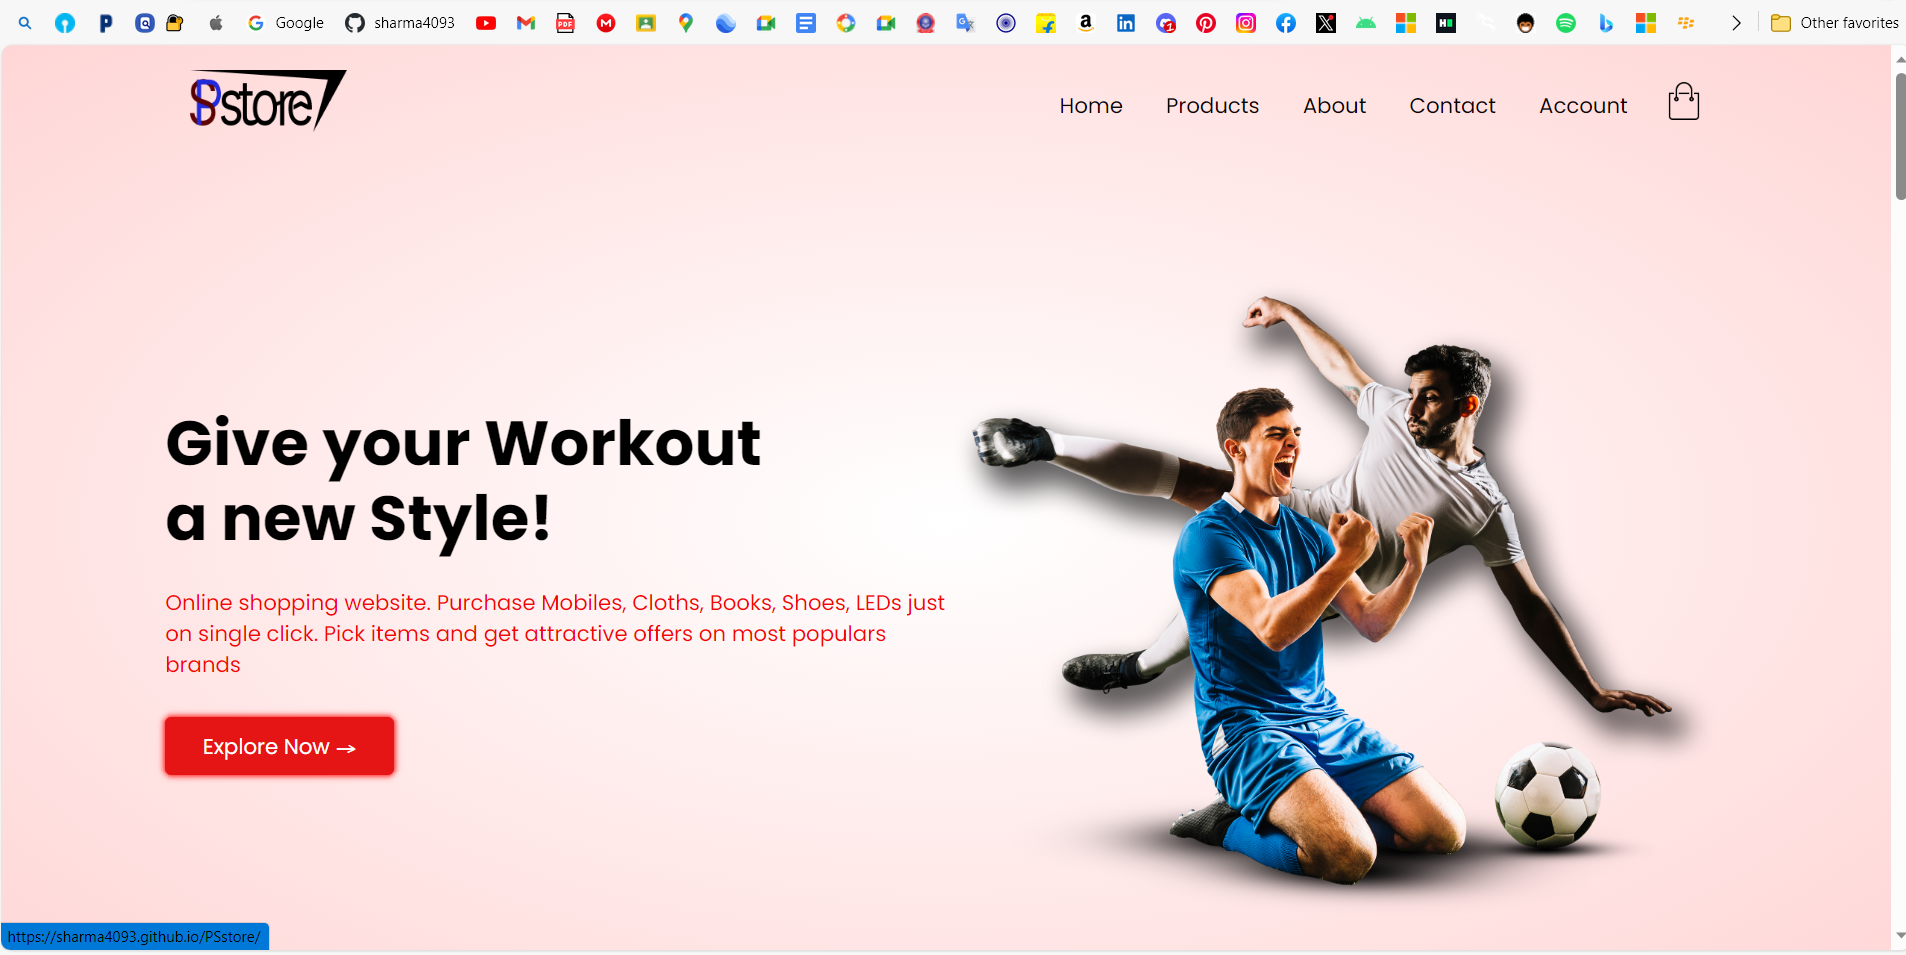 Google
sharma4093
Other favorites
PSstore
Home
Products
About
Contact
Account
Give your Workout
a new Style!
Online shopping website. Purchase Mobiles, Cloths, Books, Shoes, LEDs just
on single click. Pick items and get attractive offers on most populars
brands
Explore Now →
https://sharma4093.github.io/PSstore/